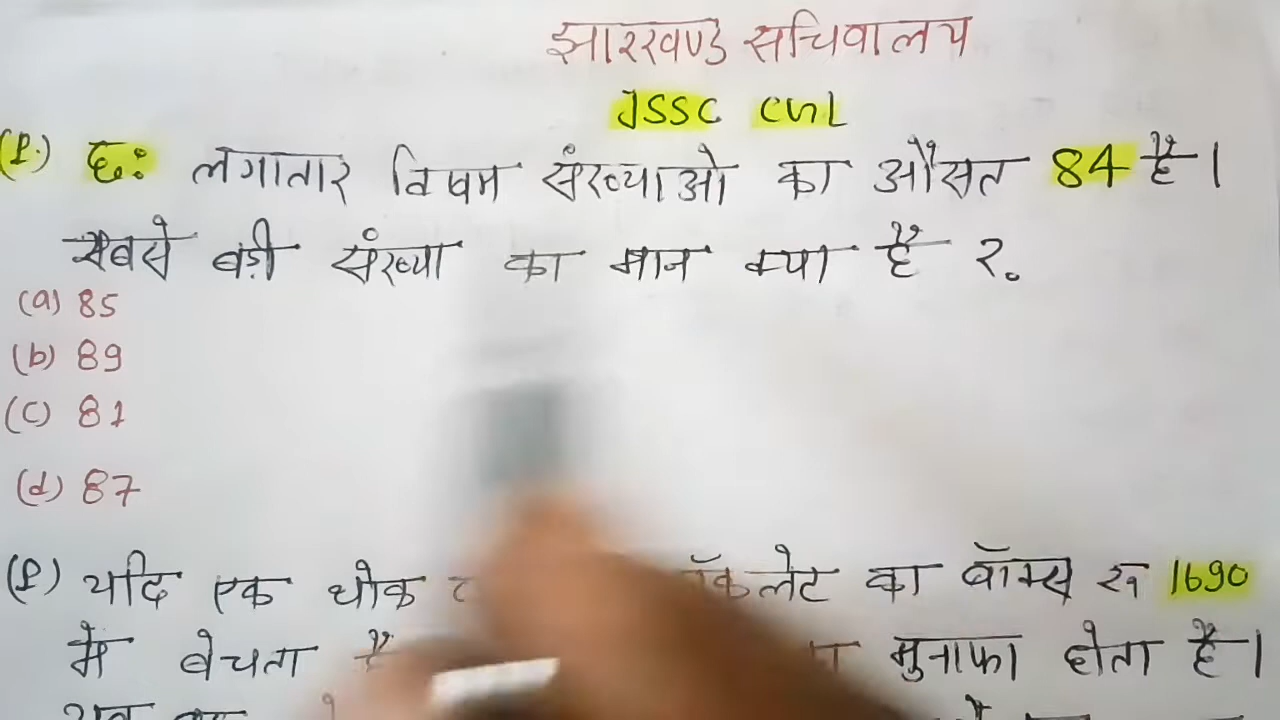 झारखण्ड सचिवालय
JSSC CGL
(1.) छः लगातार विषम संख्याओ का औसत 84 है।
सबसे बड़ी संख्या का मान क्या है ?
(a) 85
(b) 89
(c) 81
(d) 87
(2) यदि एक थोक चॉकलेट का बॉक्स रु 1690
मे बेचता है मुनाफा होता है।